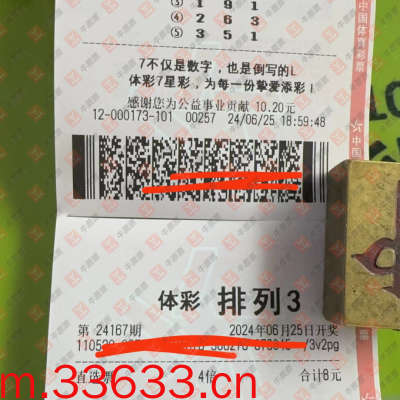 ③ 1 9 1
④ 2 6 3
⑤ 3 5 1
7不仅是数字，也是倒写的L
体彩7星彩，为每一份挚爱添彩！
感谢您为公益事业贡献 10.20元
12-000173-101 00257 24/06/25 18:59:48
中国体育彩票
中国
体彩 排列3
第 24167期 2024年06月25日开奖
/3v2pg
直选票 4倍 合计8元
m.33633.cn